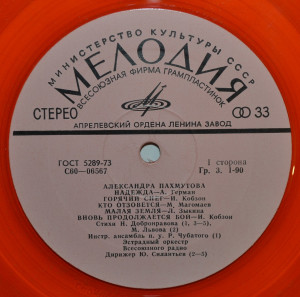 МИНИСТЕРСТВО КУЛЬТУРЫ СССР
МЕЛОДИЯ
ВСЕСОЮЗНАЯ ФИРМА ГРАМПЛАСТИНОК
СТЕРЕО
33
АПРЕЛЕВСКИЙ ОРДЕНА ЛЕНИНА ЗАВОД
ГОСТ 5289-73
С60—06567
1 сторона
Гр. 3. 1-90
АЛЕКСАНДРА ПАХМУТОВА
НАДЕЖДА—А. Герман
ГОРЯЧИЙ СНЕГ—И. Кобзон
КТО ОТЗОВЕТСЯ—М. Магомаев
МАЛАЯ ЗЕМЛЯ—Л. Зыкина
ВНОВЬ ПРОДОЛЖАЕТСЯ БОЙ—И. Кобзон
Стихи Н. Добронравова (1, 3—5),
М. Львова (2)
Инстр. ансамбль п/у Р. Чубатого (1)
Эстрадный оркестр
Всесоюзного радио
Дирижер Ю. Силантьев (2—5)